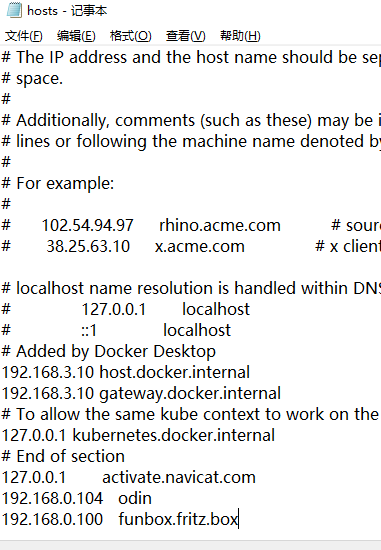 hosts - 记事本
文件(F) 编辑(E) 格式(O) 查看(V) 帮助(H)
# The IP address and the host name should be sep
# space.
#
# Additionally, comments (such as these) may be i
# lines or following the machine name denoted by
#
# For example:
#
# 102.54.94.97 rhino.acme.com # sour
# 38.25.63.10 x.acme.com # x clien
# localhost name resolution is handled within DNS
# 127.0.0.1 localhost
# ::1 localhost
# Added by Docker Desktop
192.168.3.10 host.docker.internal
192.168.3.10 gateway.docker.internal
# To allow the same kube context to work on the
127.0.0.1 kubernetes.docker.internal
# End of section
127.0.0.1 activate.navicat.com
192.168.0.104 odin
192.168.0.100 funbox.fritz.box